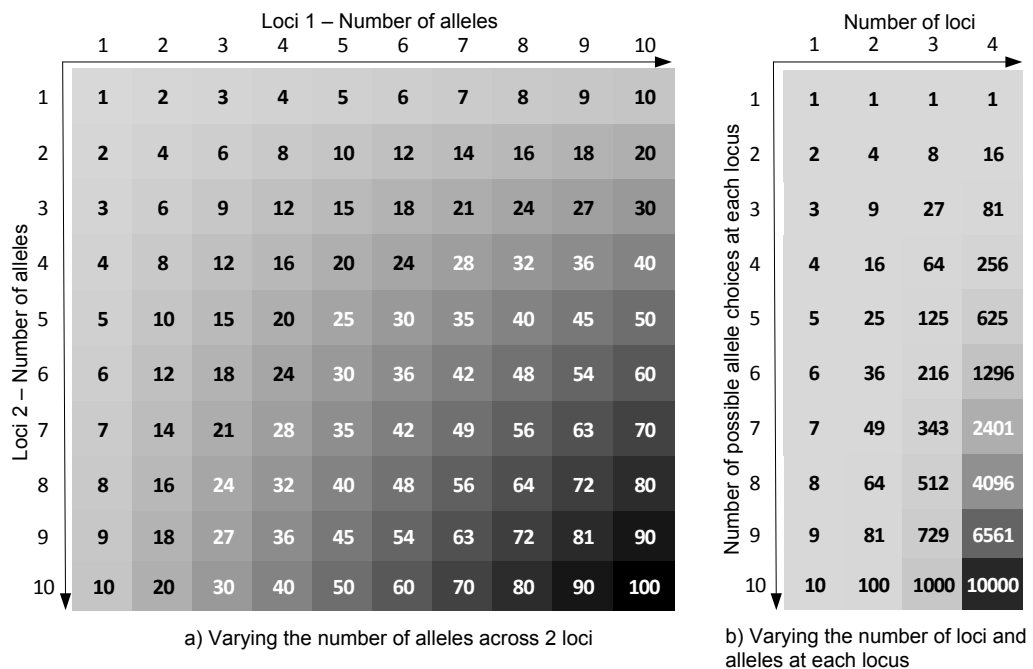 Loci 1 – Number of alleles
1 2 3 4 5 6 7 8 9 10
Loci 2 – Number of alleles
1 1 2 3 4 5 6 7 8 9 10
2 2 4 6 8 10 12 14 16 18 20
3 3 6 9 12 15 18 21 24 27 30
4 4 8 12 16 20 24 28 32 36 40
5 5 10 15 20 25 30 35 40 45 50
6 6 12 18 24 30 36 42 48 54 60
7 7 14 21 28 35 42 49 56 63 70
8 8 16 24 32 40 48 56 64 72 80
9 9 18 27 36 45 54 63 72 81 90
10 10 20 30 40 50 60 70 80 90 100
a) Varying the number of alleles across 2 loci
Number of loci
1 2 3 4
Number of possible allele choices at each locus
1 1 1 1 1
2 2 4 8 16
3 3 9 27 81
4 4 16 64 256
5 5 25 125 625
6 6 36 216 1296
7 7 49 343 2401
8 8 64 512 4096
9 9 81 729 6561
10 10 100 1000 10000
b) Varying the number of loci and
alleles at each locus